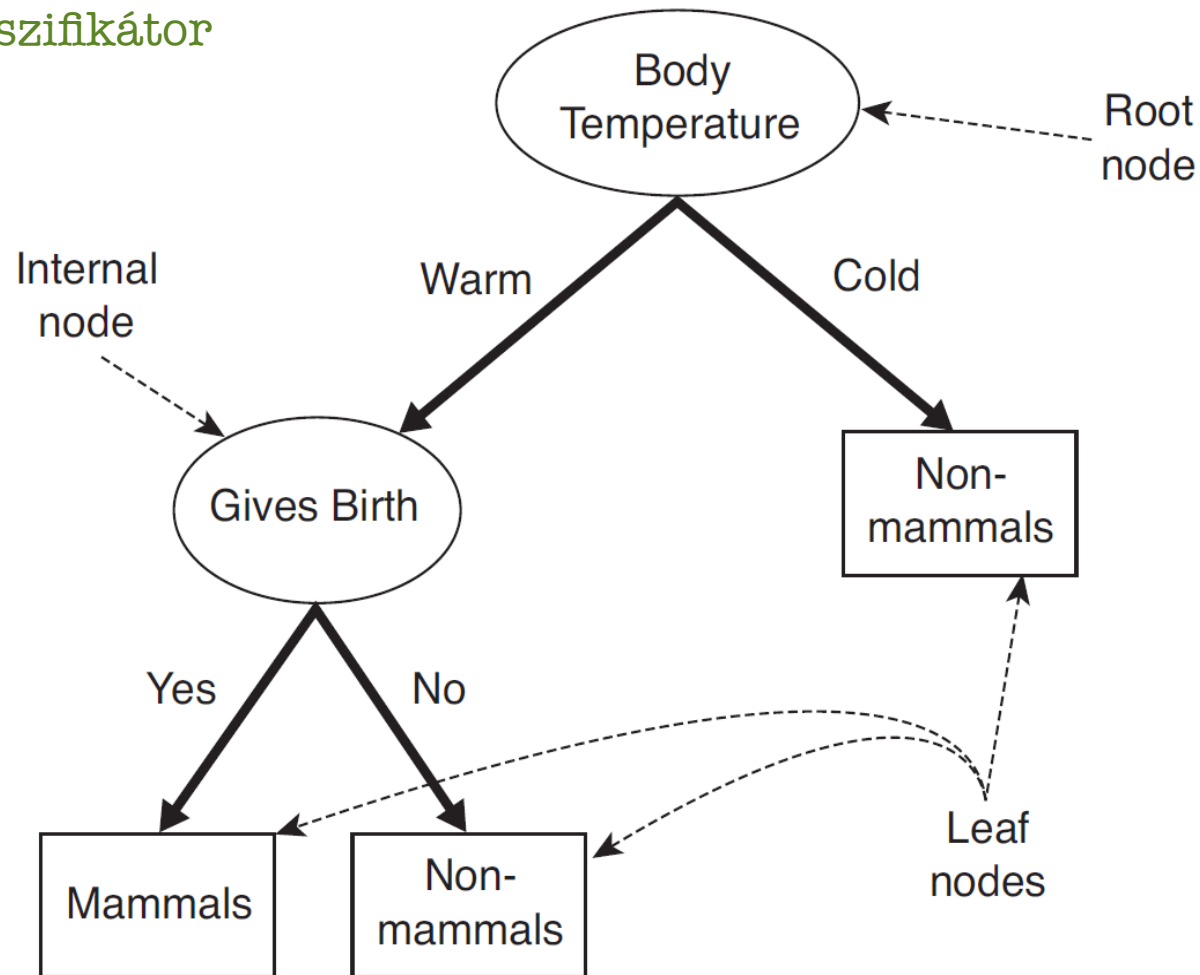 szifikátor
Body
Temperature
Root
node
Internal
node
Warm
Cold
Gives Birth
Non-
mammals
Yes
No
Mammals
Non-
mammals
Leaf
nodes